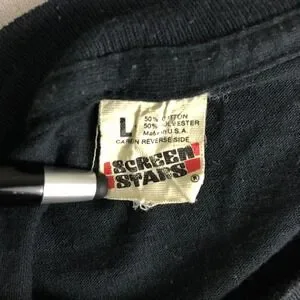 L
50% COTTON
50% POLYESTER
Made in U.S.A.
CARE ON REVERSE SIDE
SCREEN
STARS®